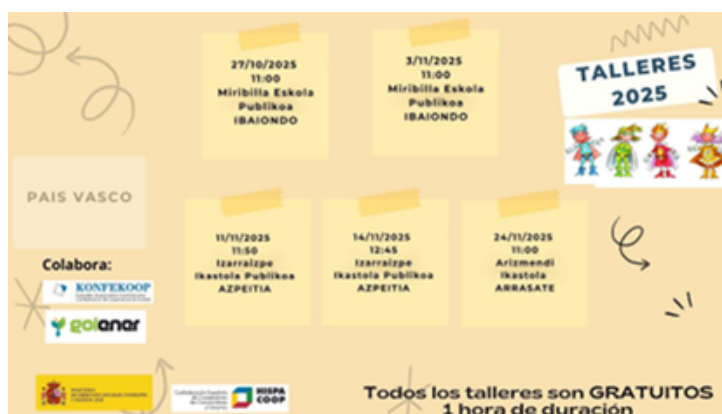 27/10/2025
11:00
Miribilla Eskola
Publikoa
IBAIONDO
3/11/2025
11:00
Miribilla Eskola
Publikoa
IBAIONDO
TALLERES
2025
PAIS VASCO
11/11/2025
11:50
Izarraizpe
Ikastola Publikoa
AZPEITIA
14/11/2025
12:45
Izarraizpe
Ikastola Publikoa
AZPEITIA
24/11/2025
11:00
Arizmendi
Ikastola
ARRASATE
Colabora:
KONFEKOOP
goiener
HISPA
COOP
Todos los talleres son GRATUITOS
1 hora de duración